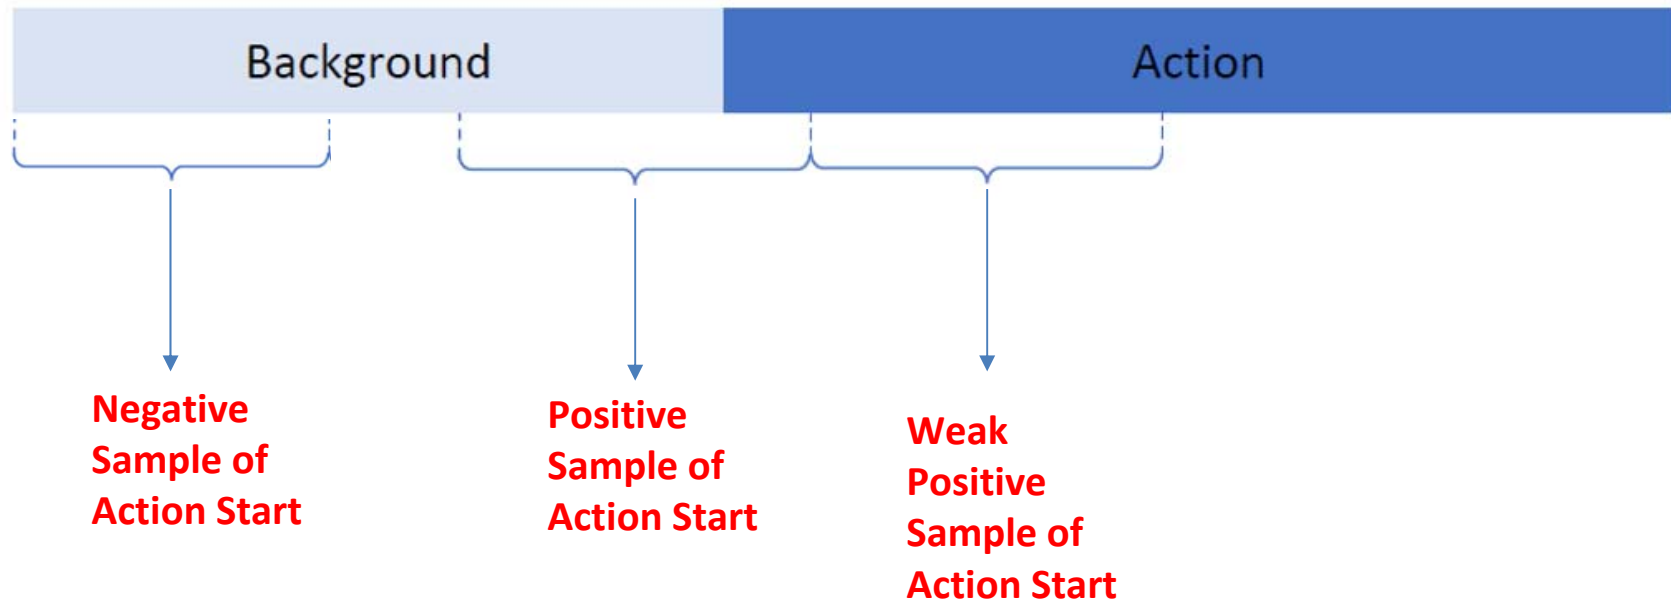 Background
Action
Negative
Sample of
Action Start
Positive
Sample of
Action Start
Weak
Positive
Sample of
Action Start